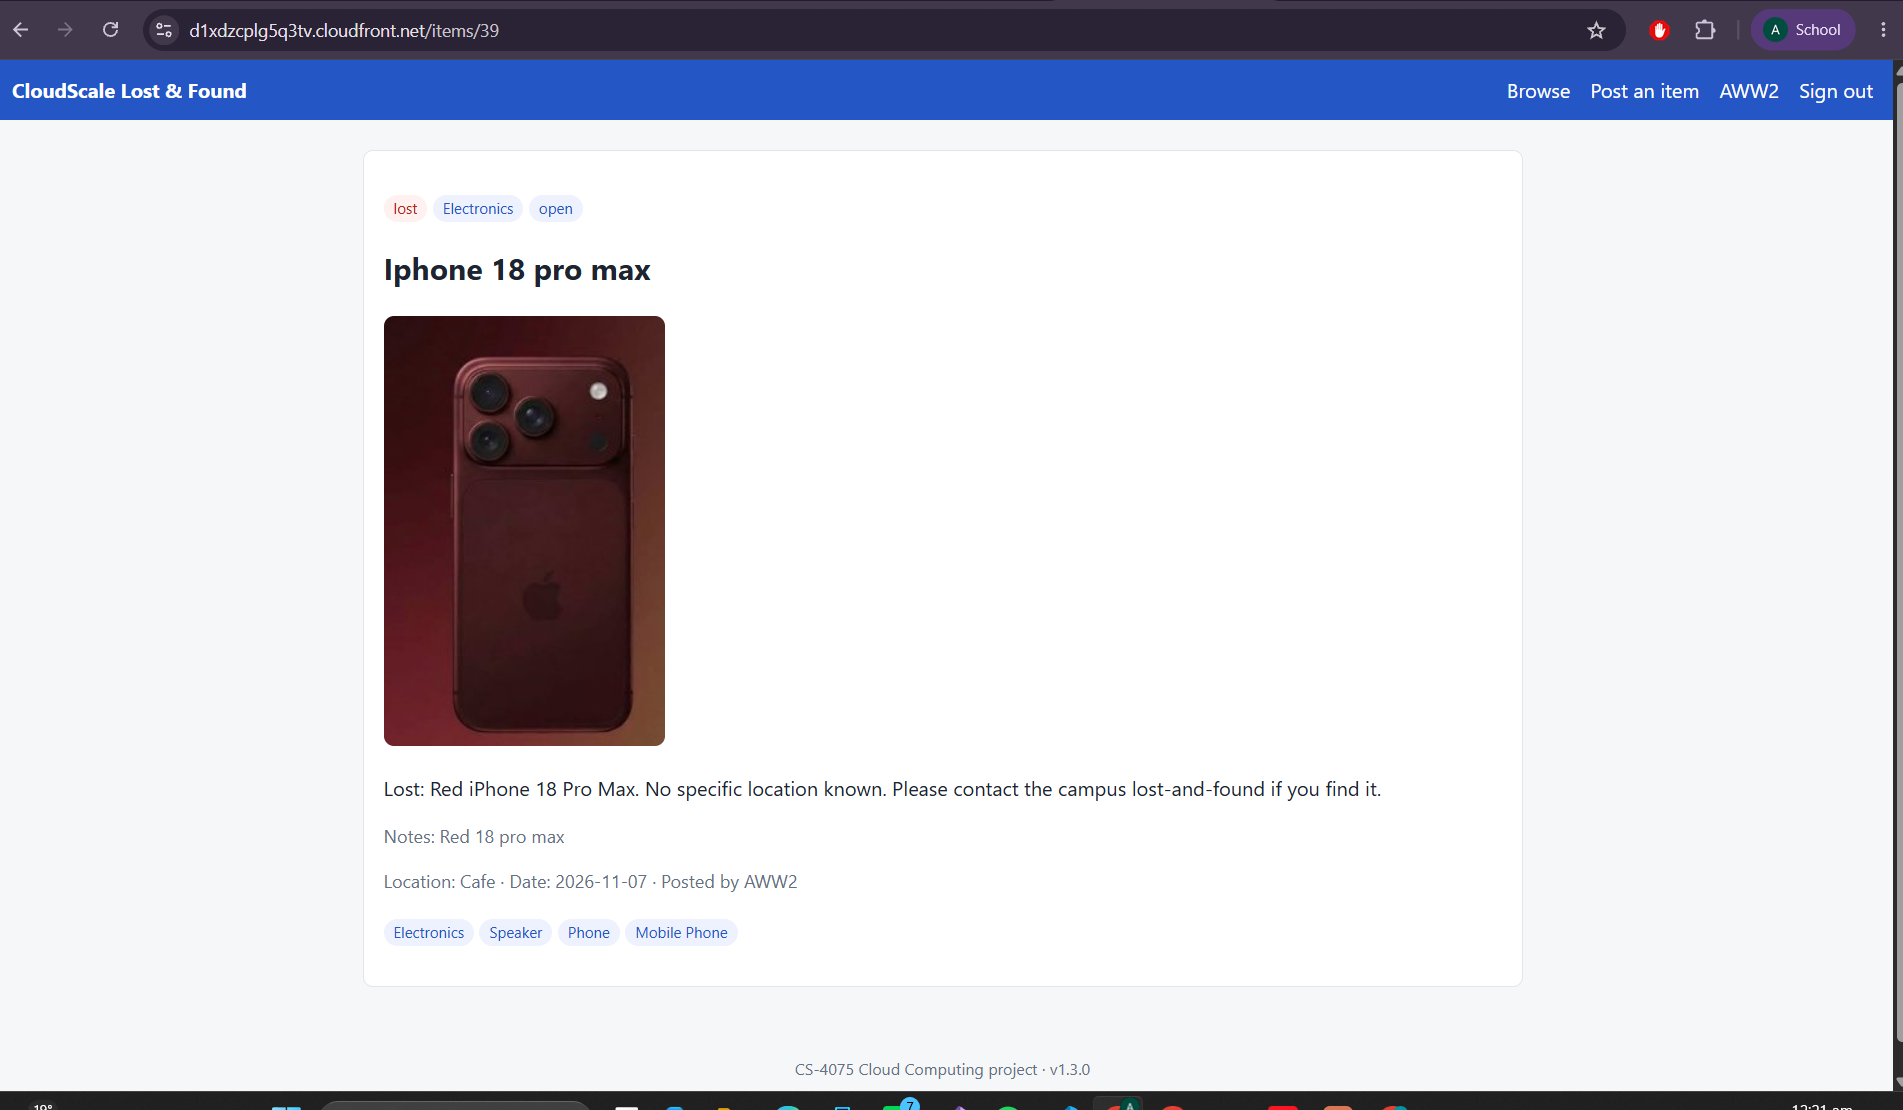 d1xdzcplg5q3tv.cloudfront.net/items/39
A School
CloudScale Lost & Found
Browse Post an item AWW2 Sign out
lost Electronics open
Iphone 18 pro max
Lost: Red iPhone 18 Pro Max. No specific location known. Please contact the campus lost-and-found if you find it.
Notes: Red 18 pro max
Location: Cafe · Date: 2026-11-07 · Posted by AWW2
Electronics Speaker Phone Mobile Phone
CS-4075 Cloud Computing project · v1.3.0
19°
7
A